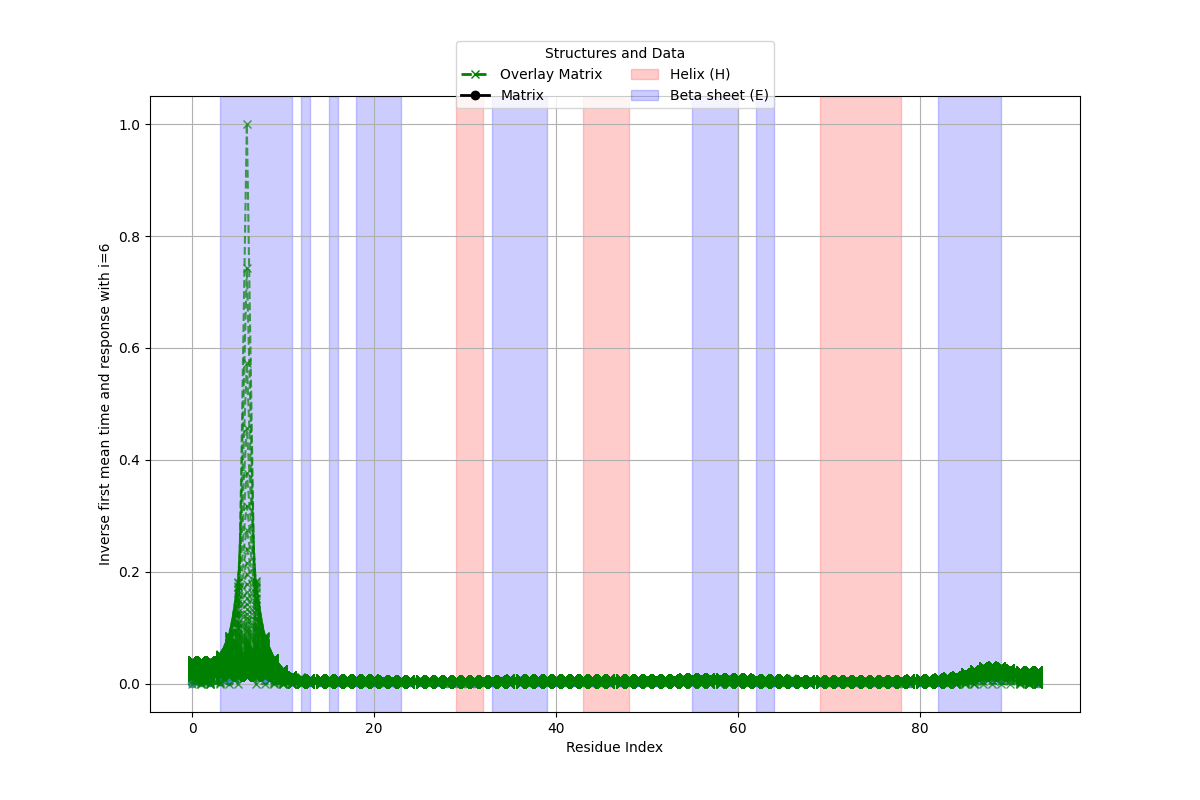 Structures and Data
Overlay Matrix
Matrix
Helix (H)
Beta sheet (E)
Inverse first mean time and response with i=6
1.0
0.8
0.6
0.4
0.2
0.0
0 20 40 60 80
Residue Index